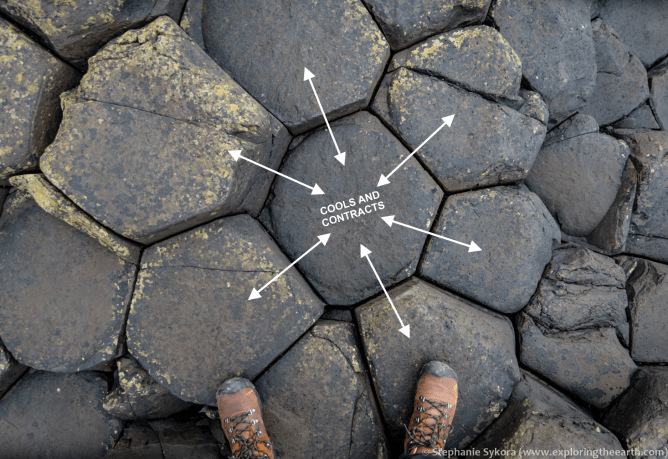 COOLS AND
CONTRACTS
© Stephanie Sykora (www.exploringtheearth.com)